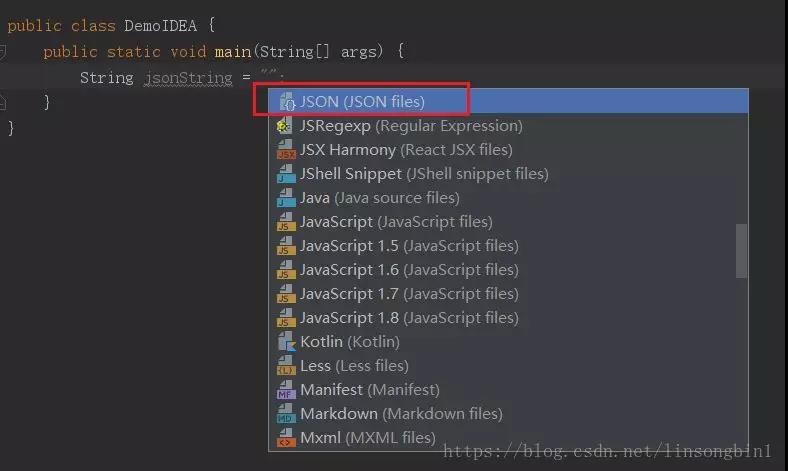 public class DemoIDEA {
public static void main(String[] args) {
String jsonString = "";
}
}
JSON (JSON files)
JSRegexp (Regular Expression)
JSX Harmony (React JSX files)
JShell Snippet (JShell snippet files)
Java (Java source files)
JavaScript (JavaScript files)
JavaScript 1.5 (JavaScript files)
JavaScript 1.6 (JavaScript files)
JavaScript 1.7 (JavaScript files)
JavaScript 1.8 (JavaScript files)
Kotlin (Kotlin)
Less (Less files)
Manifest (Manifest)
Markdown (Markdown files)
Mxml (MXML files)
https://blog.csdn.net/linsongbin1